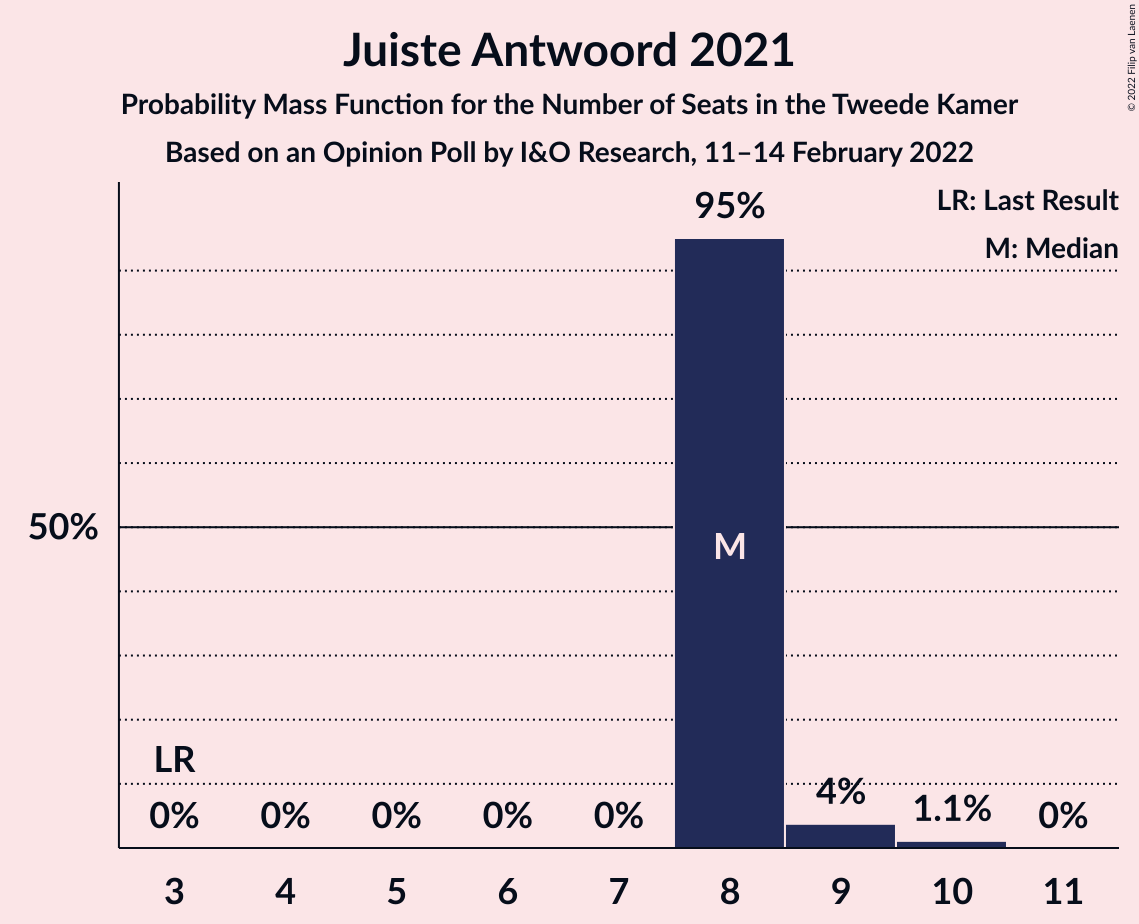 Juiste Antwoord 2021
Probability Mass Function for the Number of Seats in the Tweede Kamer
Based on an Opinion Poll by I&O Research, 11–14 February 2022
© 2022 Filip van Laenen
LR: Last Result
M: Median
95%
50%
M
LR
0% 0% 0% 0% 0% 4% 1.1% 0%
3 4 5 6 7 8 9 10 11